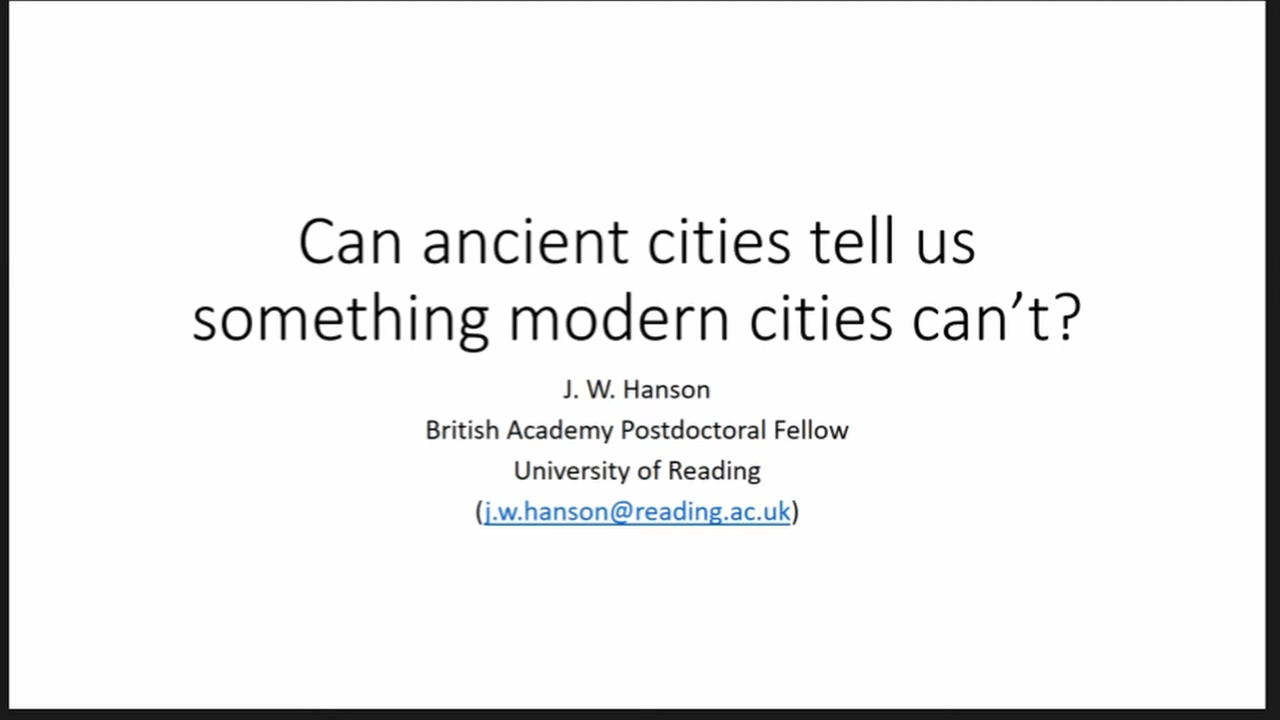 Can ancient cities tell us
something modern cities can’t?
J. W. Hanson
British Academy Postdoctoral Fellow
University of Reading
(j.w.hanson@reading.ac.uk)